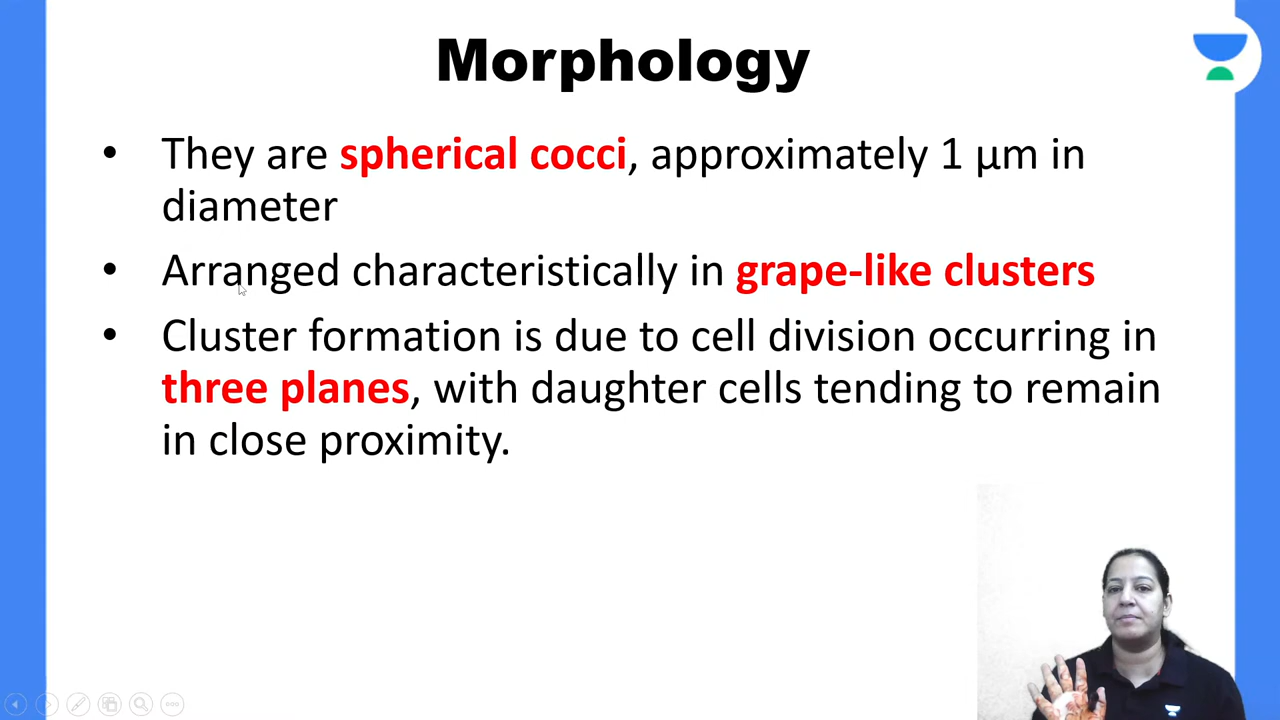 Morphology
• They are spherical cocci, approximately 1 µm in
diameter
• Arranged characteristically in grape-like clusters
• Cluster formation is due to cell division occurring in
three planes, with daughter cells tending to remain
in close proximity.